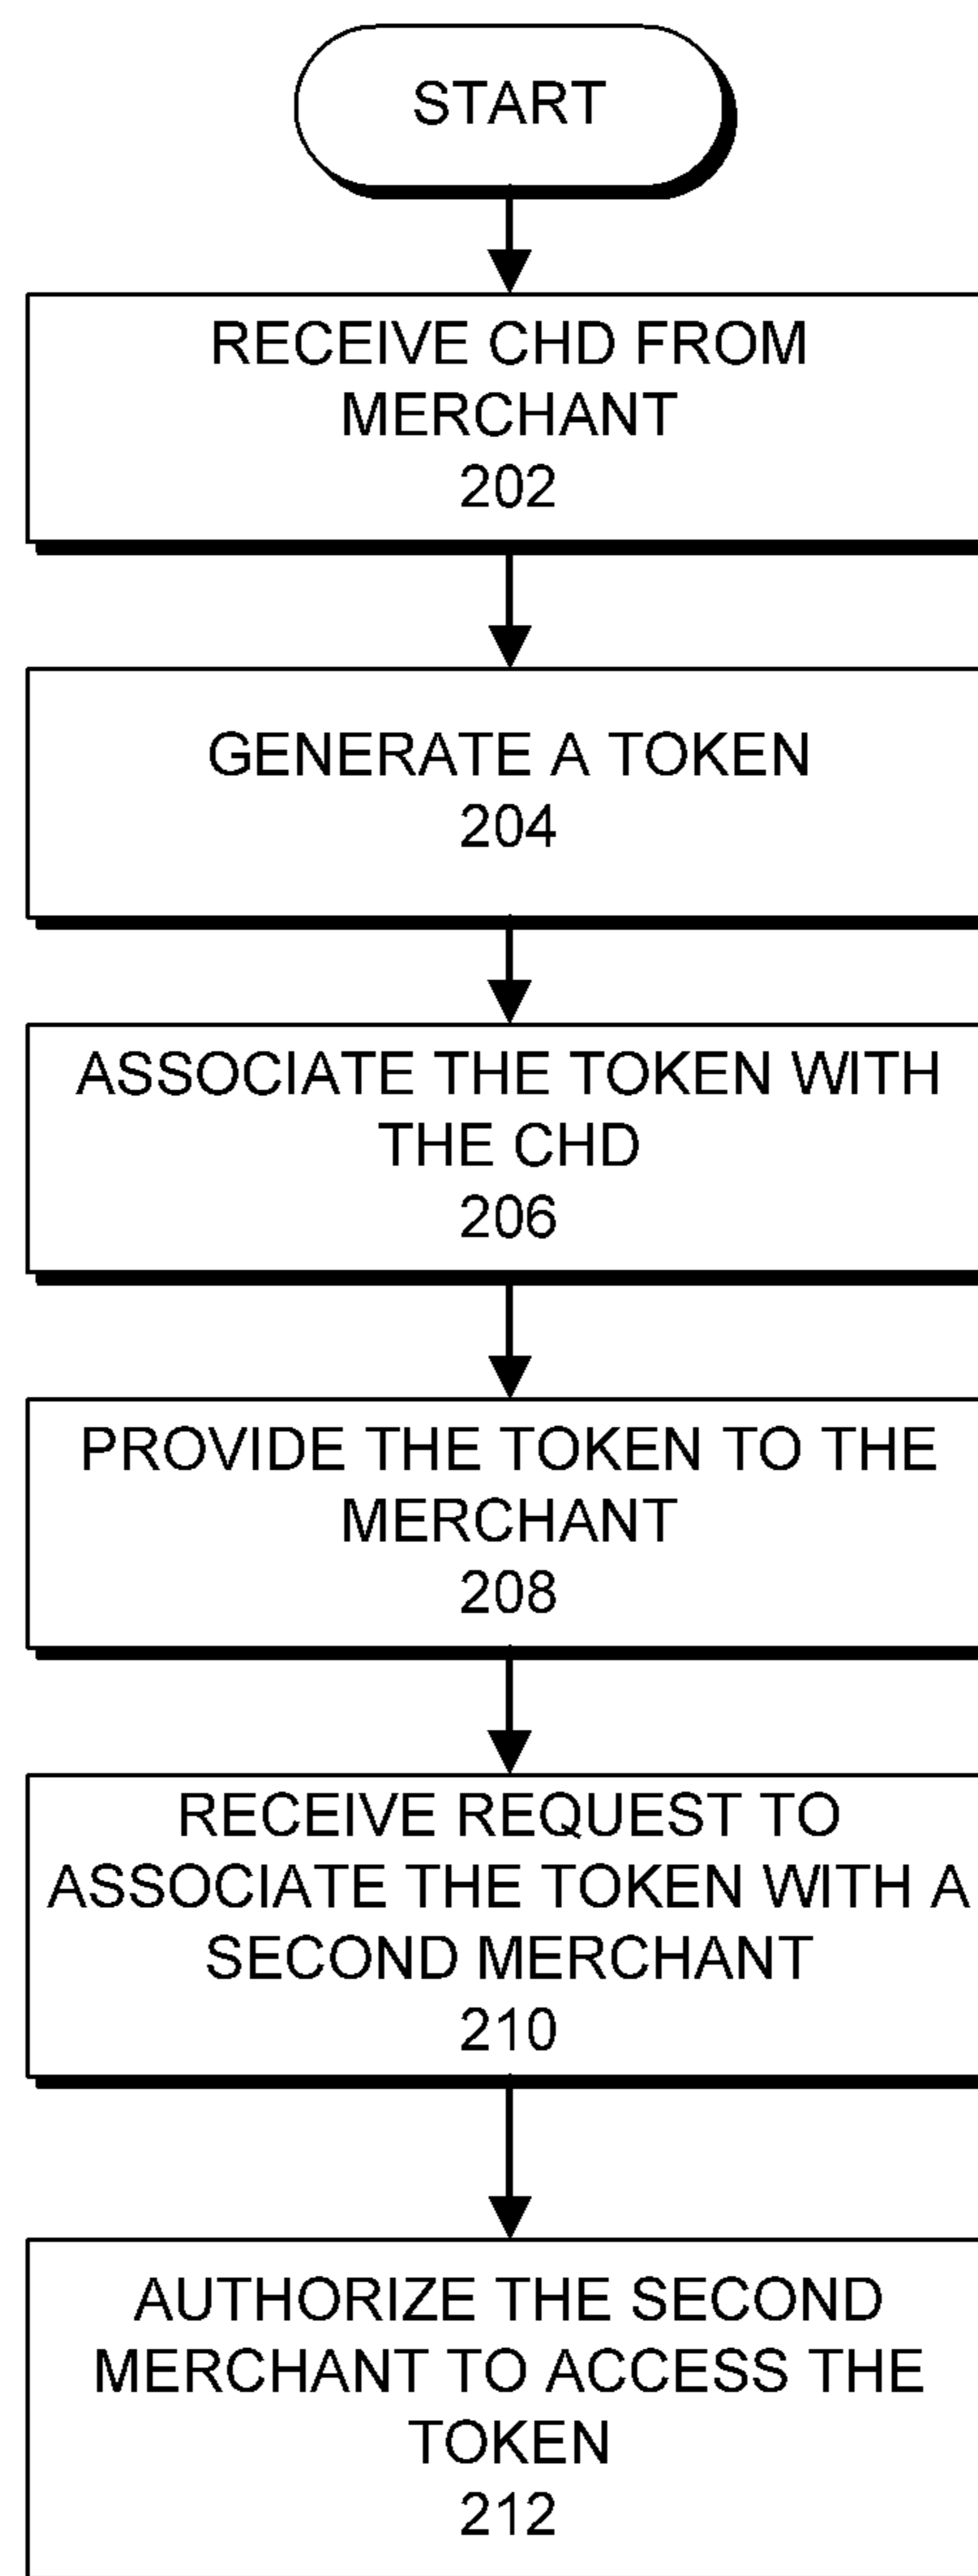 START
RECEIVE CHD FROM
MERCHANT
202
GENERATE A TOKEN
204
ASSOCIATE THE TOKEN WITH
THE CHD
206
PROVIDE THE TOKEN TO THE
MERCHANT
208
RECEIVE REQUEST TO
ASSOCIATE THE TOKEN WITH A
SECOND MERCHANT
210
AUTHORIZE THE SECOND
MERCHANT TO ACCESS THE
TOKEN
212